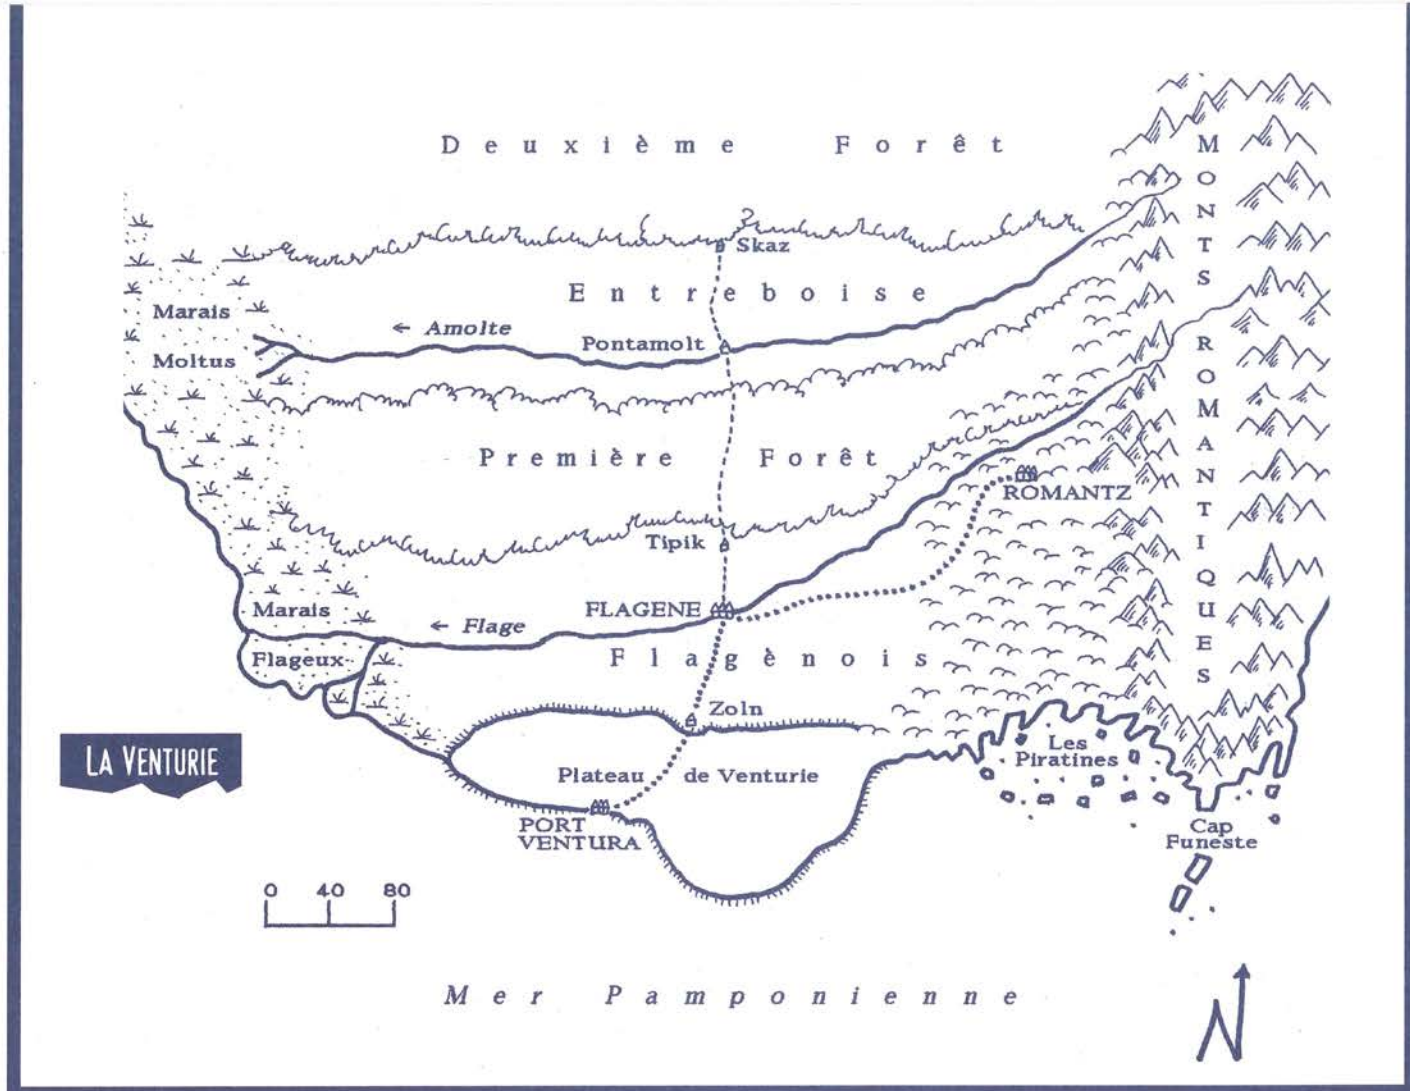 Deuxième Forêt
MONTS ROMANTIQUES
Skaz
Entreboise
Marais
Moltus
← Amolte
Pontamolt
Première Forêt
ROMANTZ
Tipik
FLAGENE
Marais
Flageux
← Flage
Flagènois
Zoln
LA VENTURIE
Plateau de Venturie
Les
Piratines
PORT
VENTURA
Cap
Funeste
0 40 80
Mer Pamponienne
N